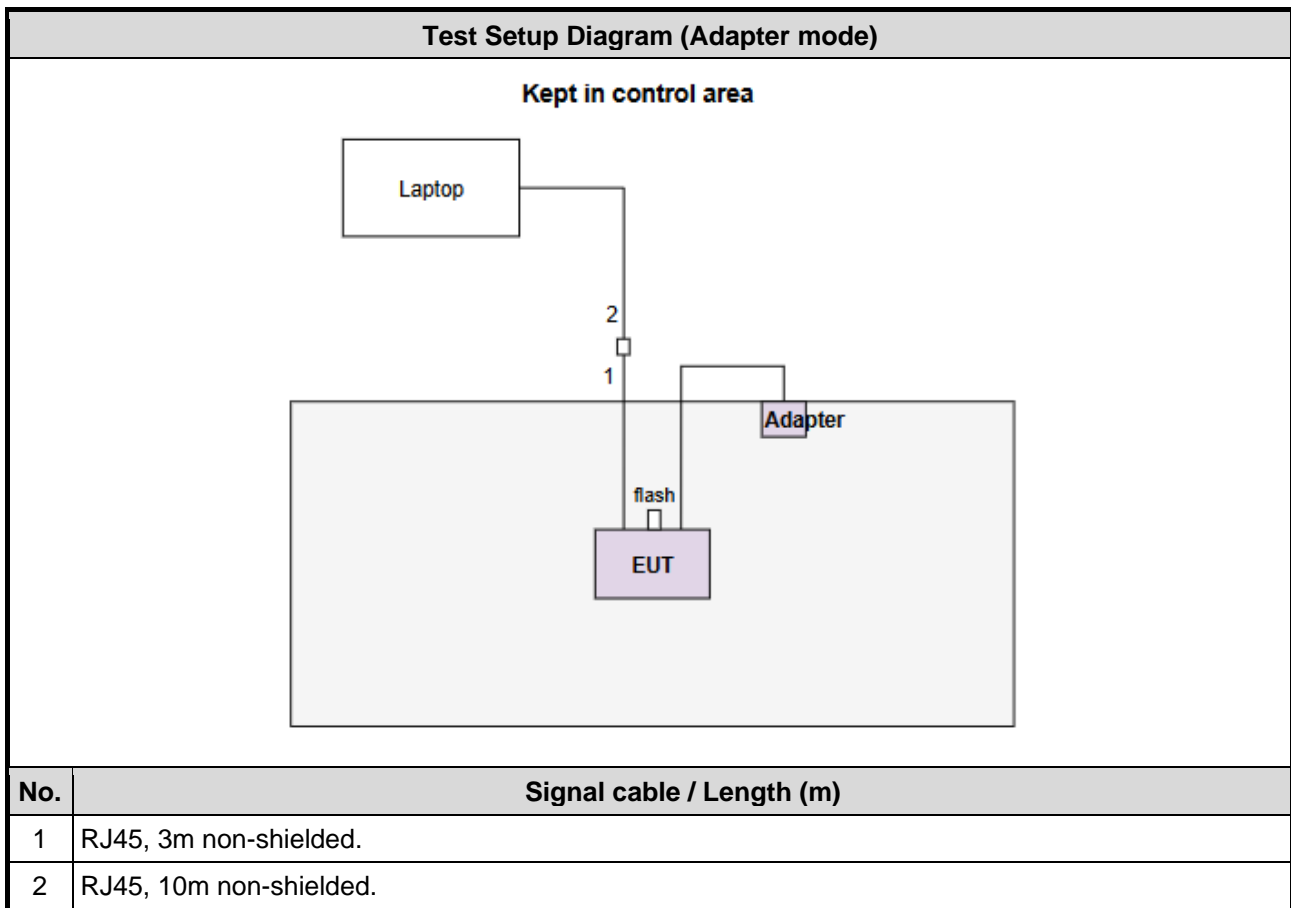 Test Setup Diagram (Adapter mode)
Kept in control area
Laptop
2
1
Adapter
flash
EUT
No. Signal cable / Length (m)
1 RJ45, 3m non-shielded.
2 RJ45, 10m non-shielded.